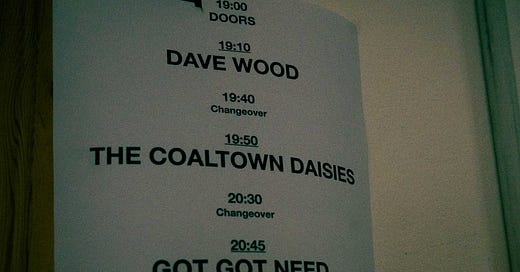 19:00
DOORS
19:10
DAVE WOOD
19:40
Changeover
19:50
THE COALTOWN DAISIES
20:30
Changeover
20:45
GOT GOT NEED